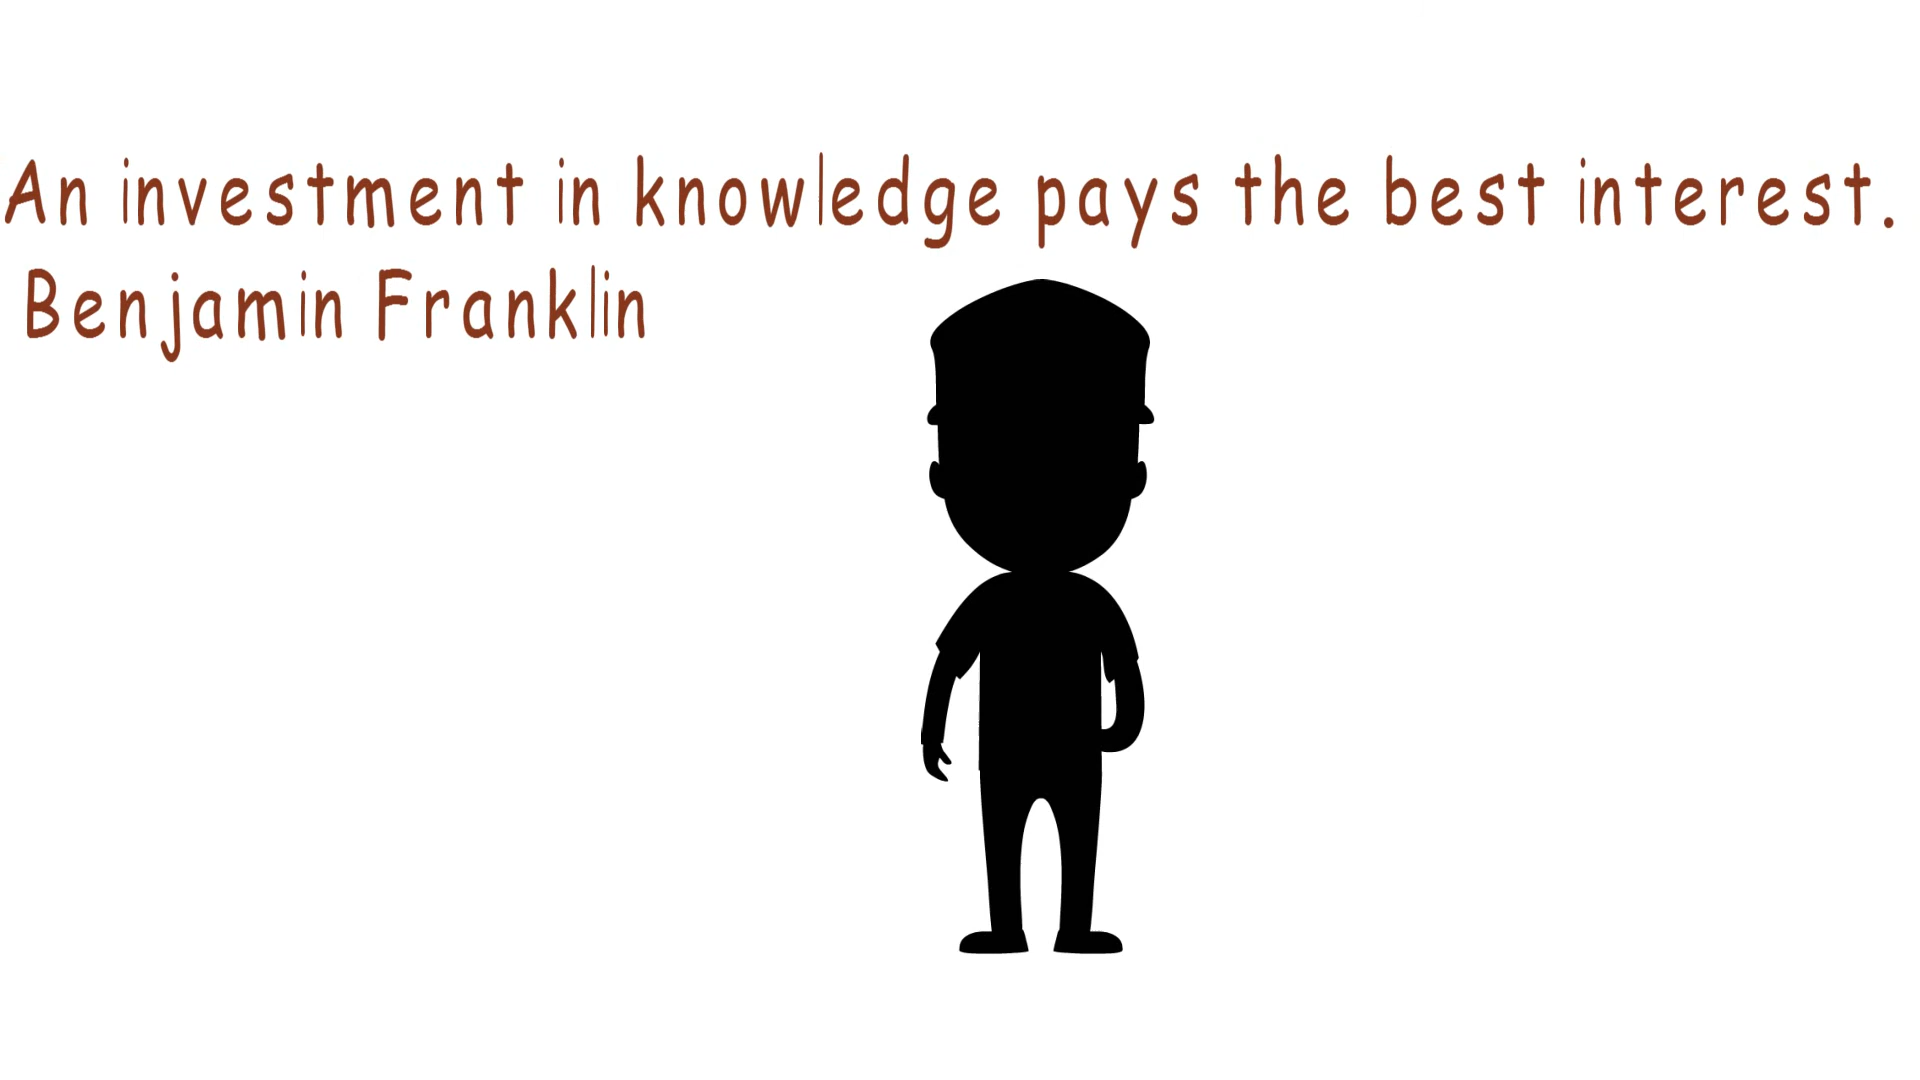 An investment in knowledge pays the best interest.
Benjamin Franklin